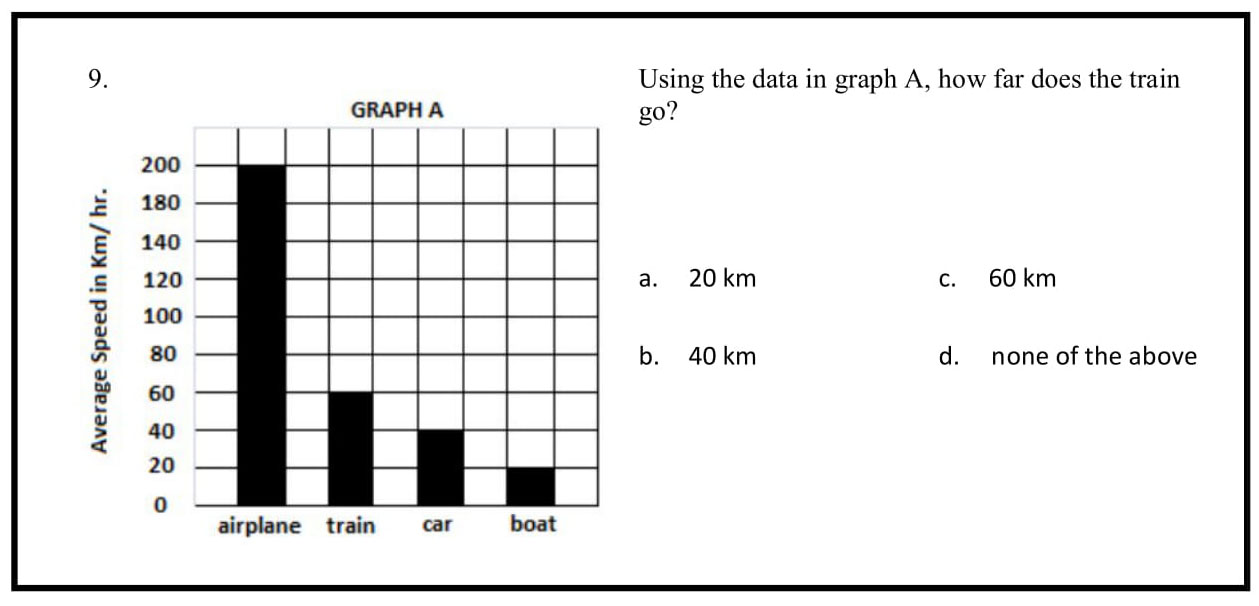 9.
Using the data in graph A, how far does the train
go?
GRAPH A
Average Speed in Km/ hr.
200
180
140
120
100
80
60
40
20
0
airplane train car boat
a. 20 km
c. 60 km
b. 40 km
d. none of the above